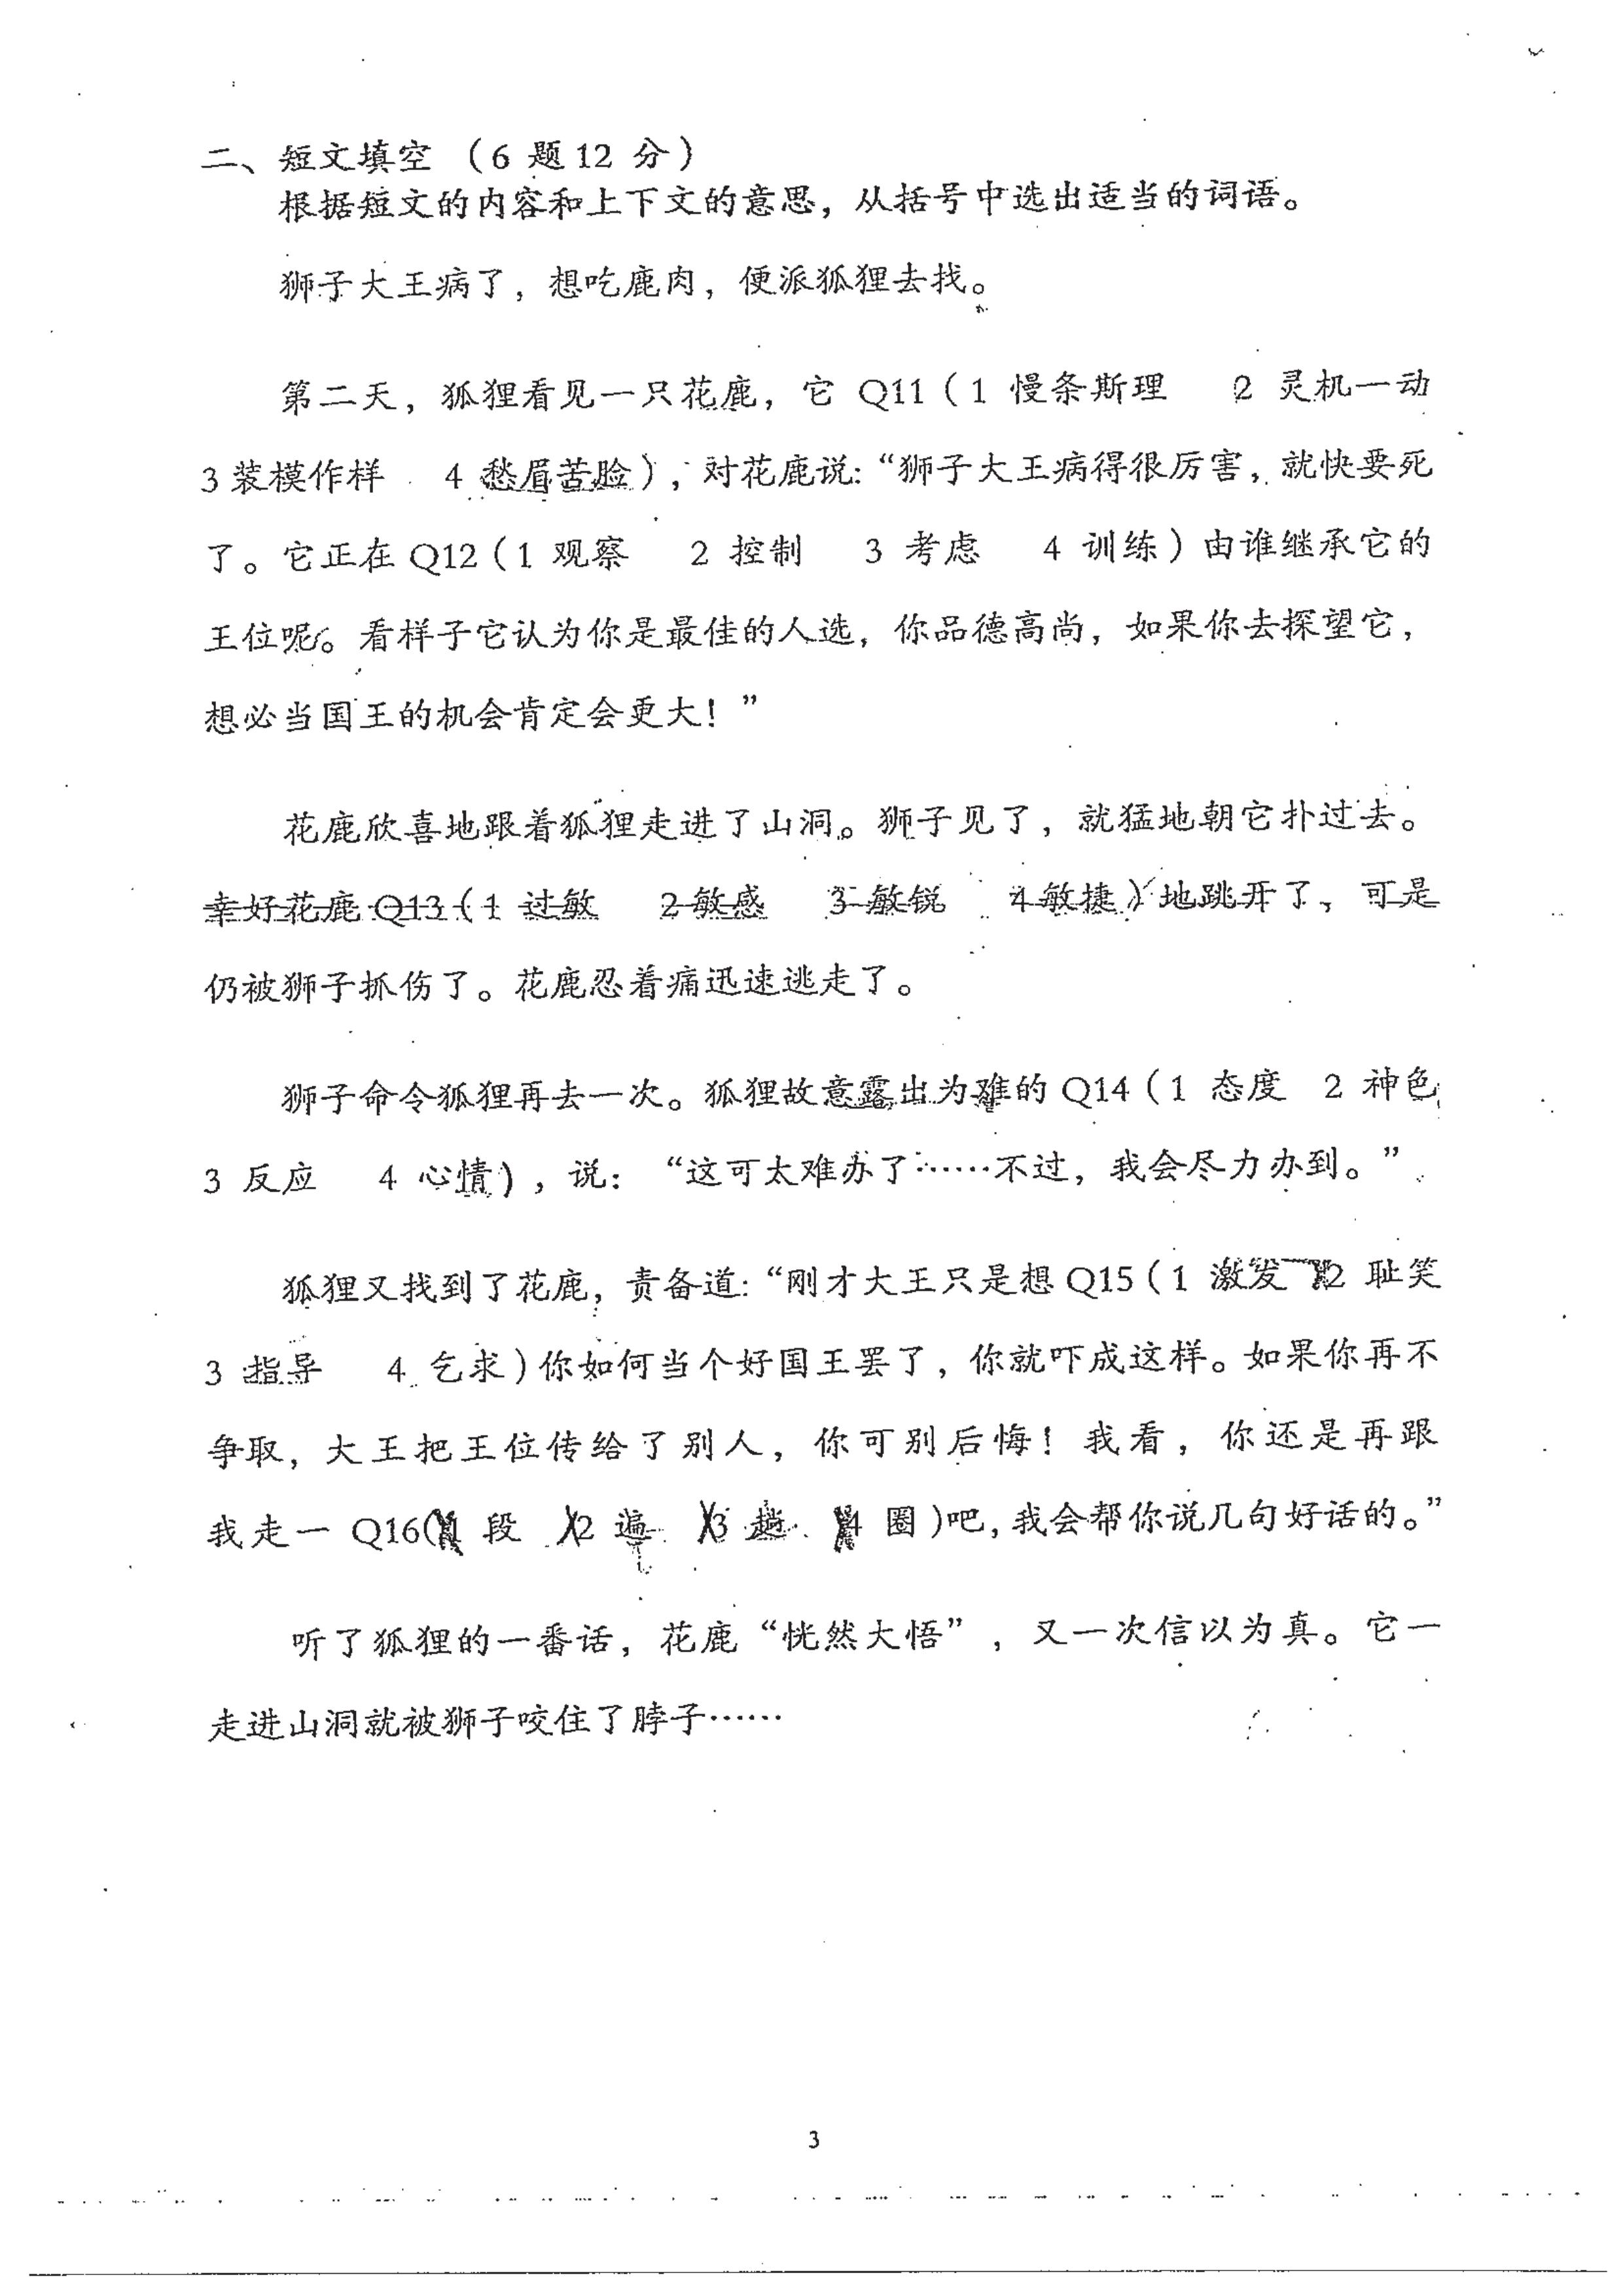 二、短文填空 （6 题 12 分）
根据短文的内容和上下文的意思，从括号中选出适当的词语。
狮子大王病了，想吃鹿肉，便派狐狸去找。
第二天，狐狸看见一只花鹿，它 Q11（1 慢条斯理 2 灵机一动
3 装模作样 4 愁眉苦脸），对花鹿说：“狮子大王病得很厉害，就快要死
了。它正在 Q12（1 观察 2 控制 3 考虑 4 训练）由谁继承它的
王位呢。看样子它认为你是最佳的人选，你品德高尚，如果你去探望它，
想必当国王的机会肯定会更大！”
花鹿欣喜地跟着狐狸走进了山洞。狮子见了，就猛地朝它扑过去。
幸好花鹿 Q13（1 过敏 2 敏感 3 敏锐 4 敏捷）地跳开了，可是
仍被狮子抓伤了。花鹿忍着痛迅速逃走了。
狮子命令狐狸再去一次。狐狸故意露出为难的 Q14（1 态度 2 神色
3 反应 4 心情），说：“这可太难办了……不过，我会尽力办到。”
狐狸又找到了花鹿，责备道：“刚才大王只是想 Q15（1 激发 2 耻笑
3 指导 4 乞求）你如何当个好国王罢了，你就吓成这样。如果你再不
争取，大王把王位传给了别人，你可别后悔！我看，你还是再跟
我走一 Q16（1 段 2 遍 3 趟 4 圈）吧，我会帮你说几句好话的。”
听了狐狸的一番话，花鹿“恍然大悟”，又一次信以为真。它一
走进山洞就被狮子咬住了脖子……
3